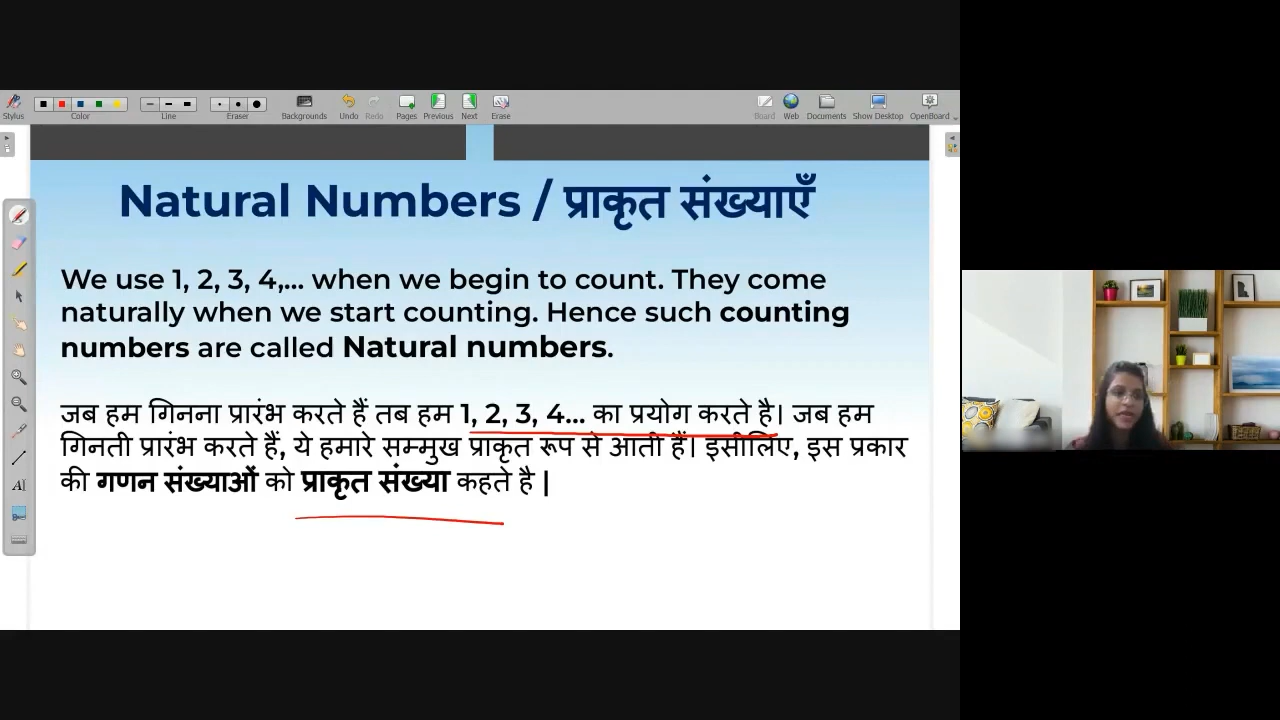 Stylus
Color
Line
Eraser
Backgrounds
Undo
Redo
Pages
Previous
Next
Erase
Board
Web
Documents
Show Desktop
OpenBoard
Natural Numbers / प्राकृत संख्याएँ
We use 1, 2, 3, 4,... when we begin to count. They come
naturally when we start counting. Hence such counting
numbers are called Natural numbers.
जब हम गिनना प्रारंभ करते हैं तब हम 1, 2, 3, 4... का प्रयोग करते है। जब हम
गिनती प्रारंभ करते हैं, ये हमारे सम्मुख प्राकृत रूप से आती हैं। इसीलिए, इस प्रकार
की गणन संख्याओं को प्राकृत संख्या कहते है |